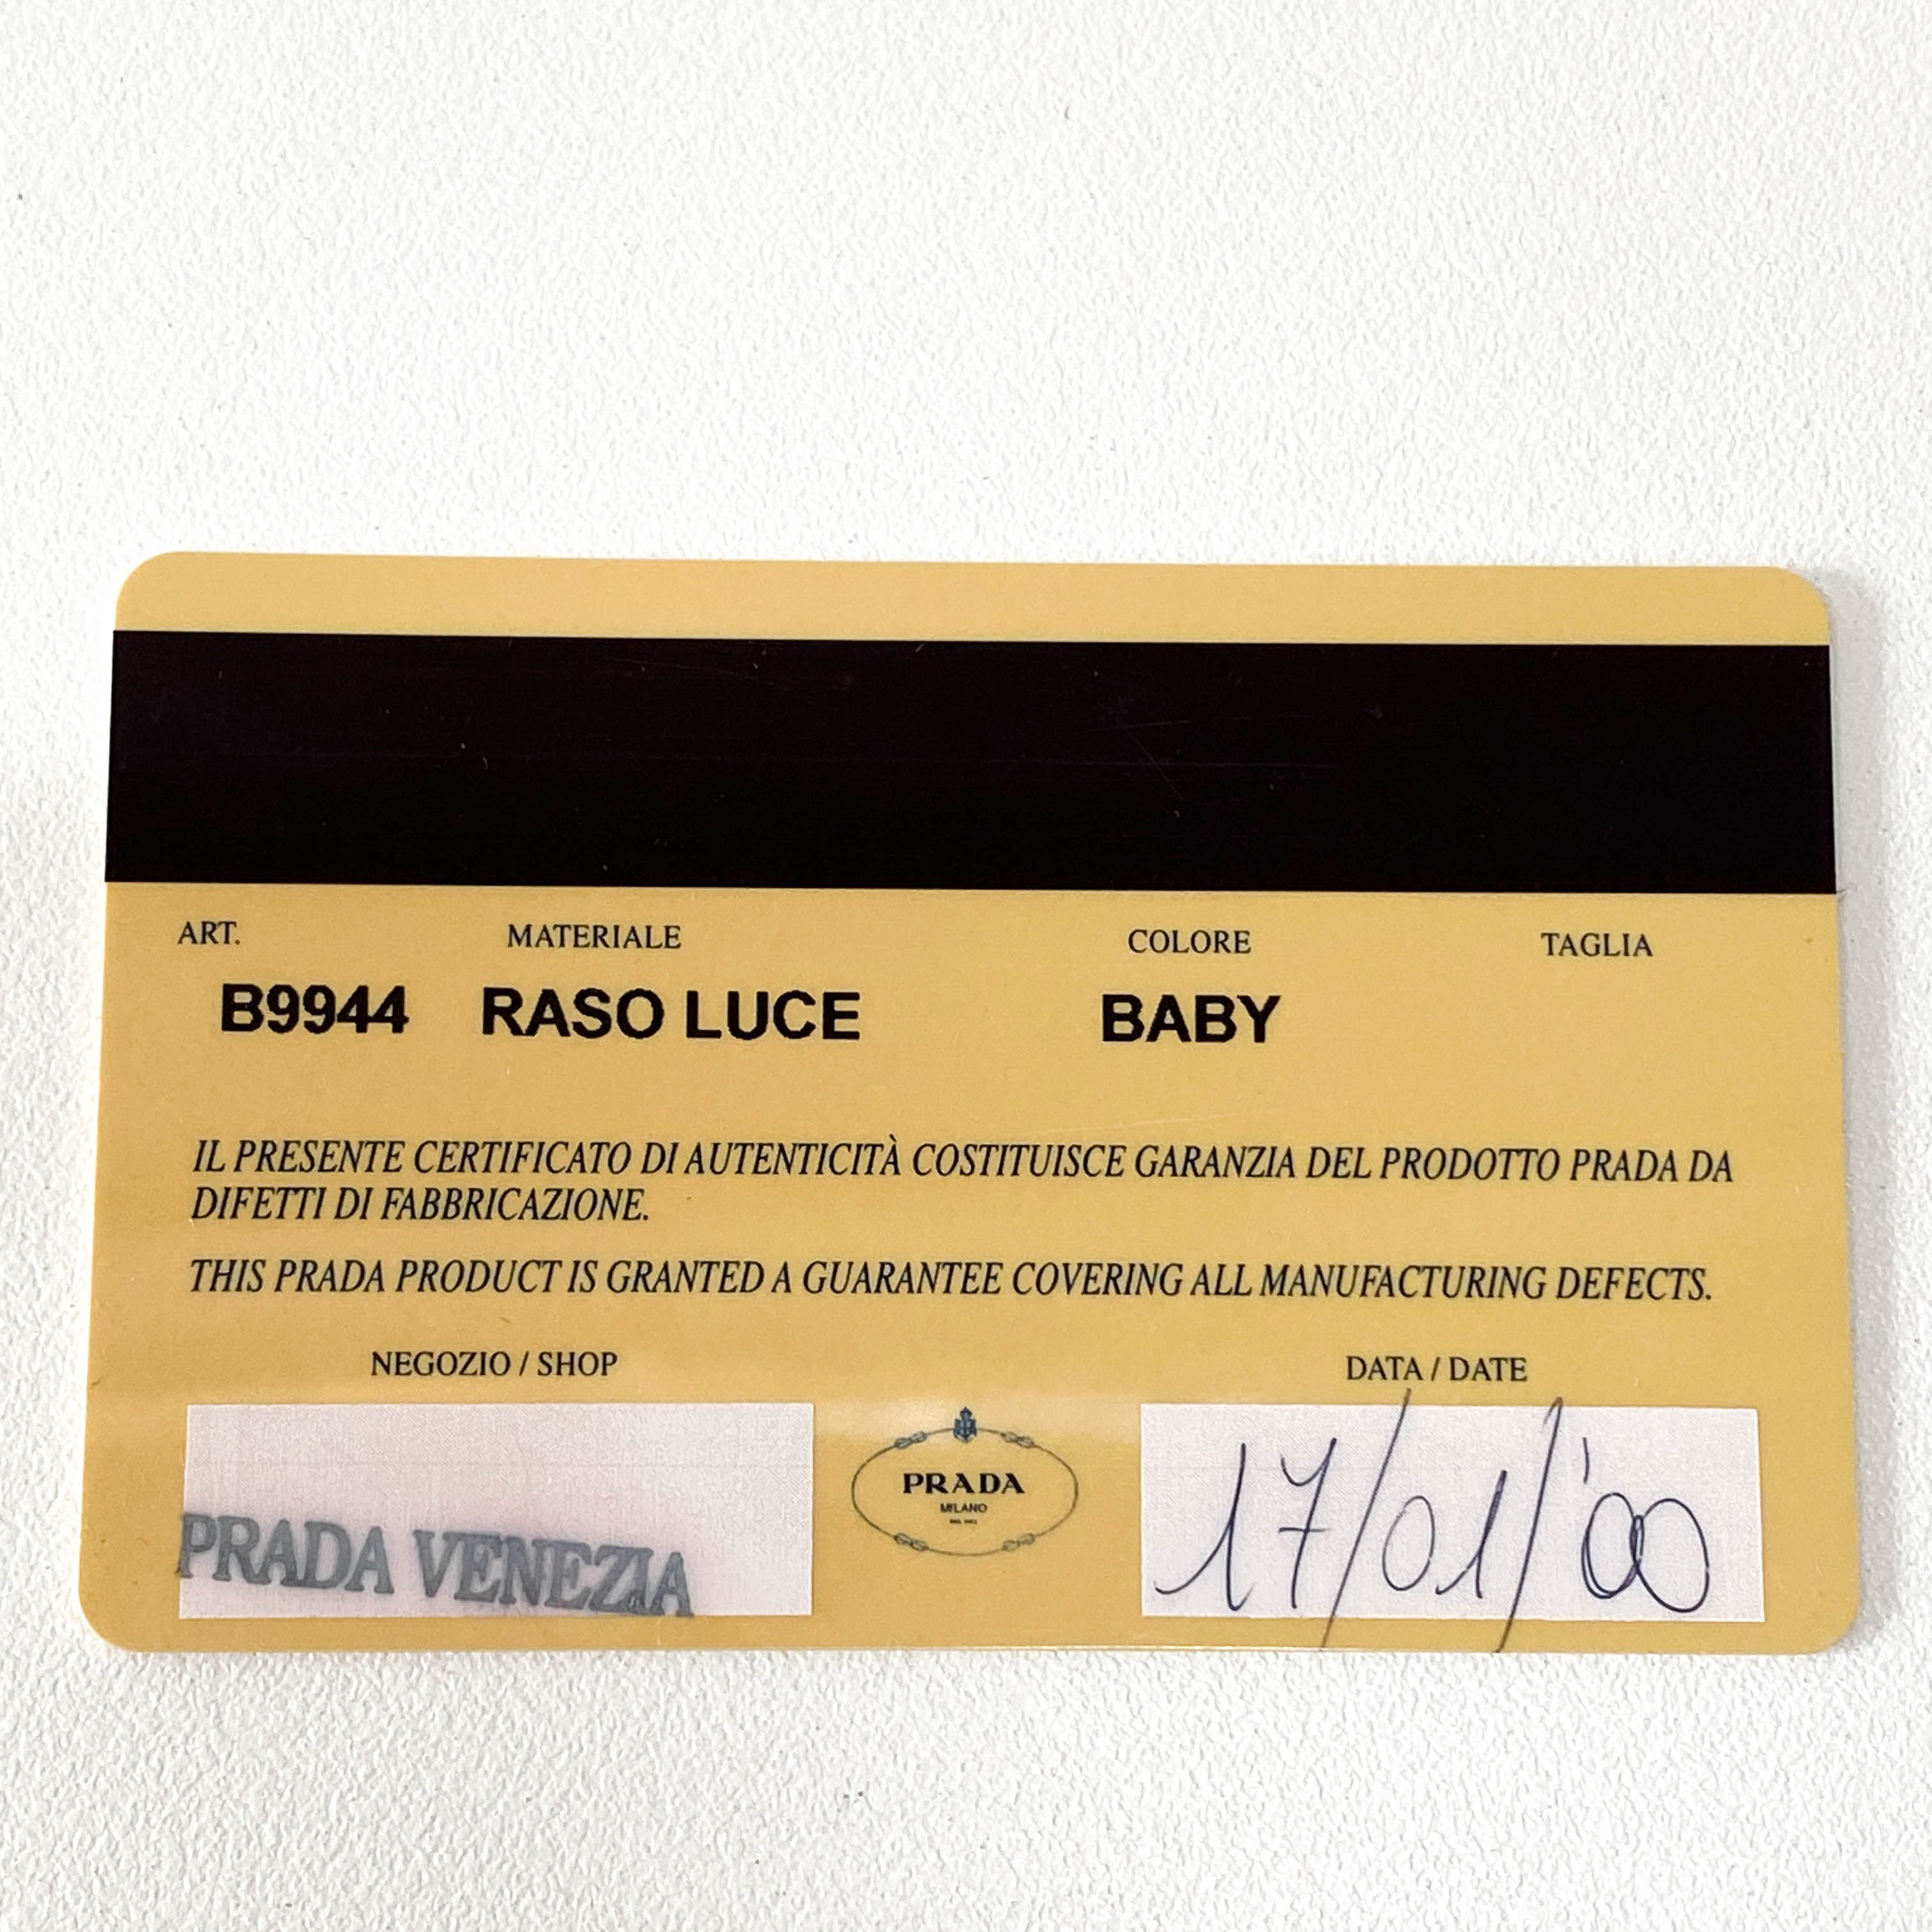 ART. MATERIALE COLORE TAGLIA
B9944 RASO LUCE BABY
IL PRESENTE CERTIFICATO DI AUTENTICITÀ COSTITUISCE GARANZIA DEL PRODOTTO PRADA DA
DIFETTI DI FABBRICAZIONE.
THIS PRADA PRODUCT IS GRANTED A GUARANTEE COVERING ALL MANUFACTURING DEFECTS.
NEGOZIO / SHOP DATA / DATE
PRADA VENEZIA
PRADA
MILANO
17/01/'00